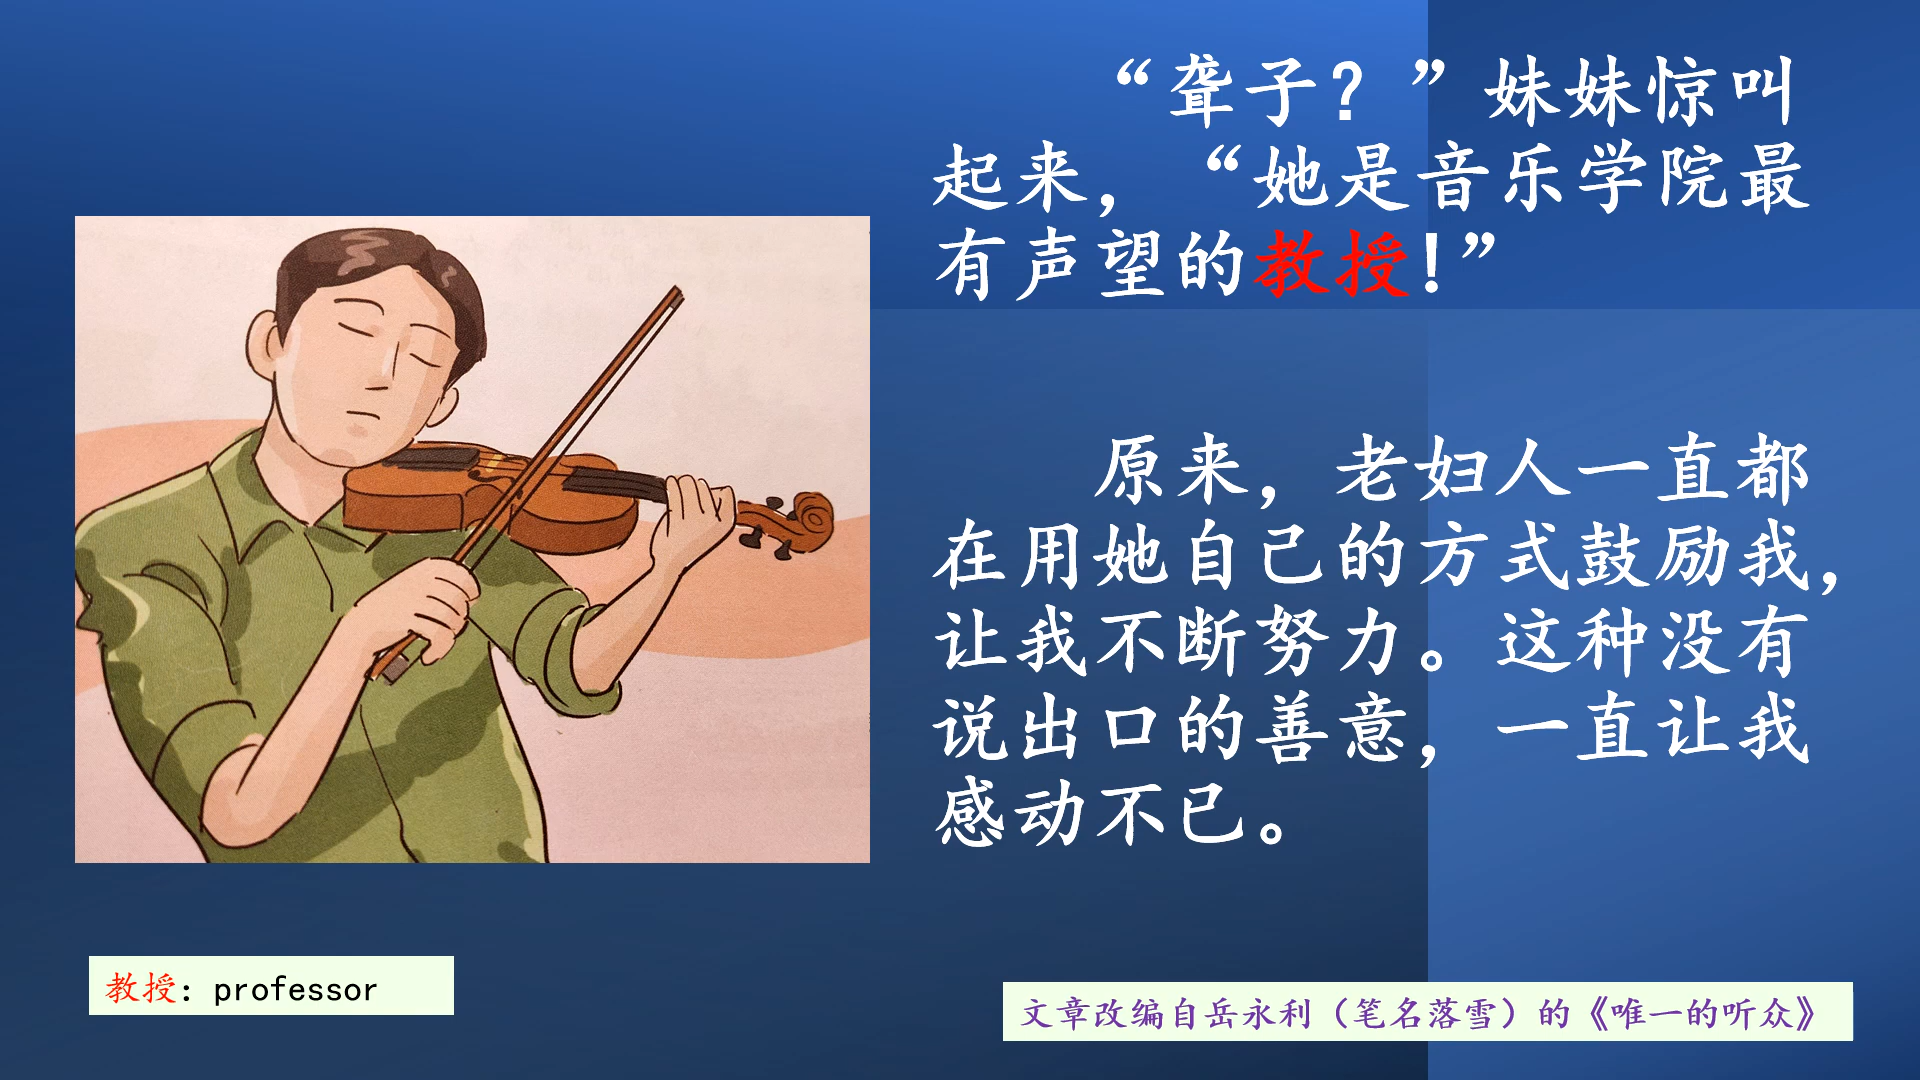 “聋子？”妹妹惊叫
起来，“她是音乐学院最
有声望的教授！”
原来，老妇人一直都
在用她自己的方式鼓励我，
让我不断努力。这种没有
说出口的善意，一直让我
感动不已。
教授：professor
文章改编自岳永利（笔名落雪）的《唯一的听众》